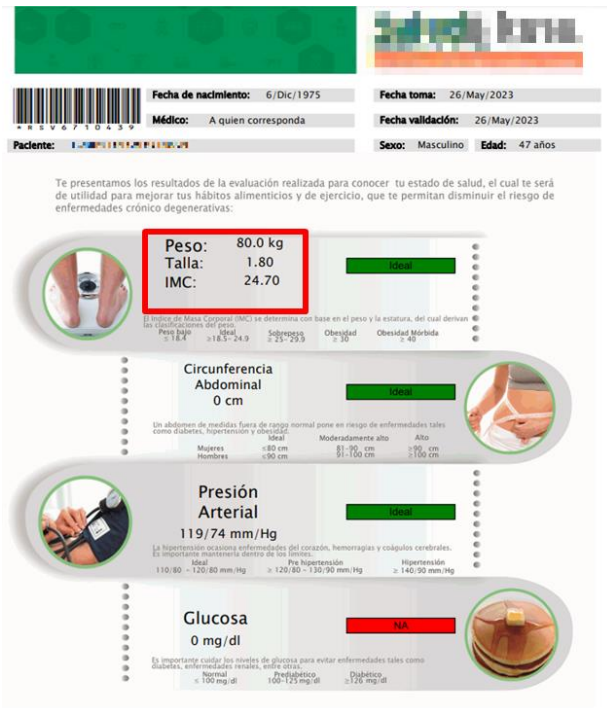 Fecha de nacimiento: 6/Dic/1975
Fecha toma: 26/May/2023
* R S V 6 7 1 0 4 3 9
Médico: A quien corresponda
Fecha validación: 26/May/2023
Paciente:
Sexo: Masculino Edad: 47 años
Te presentamos los resultados de la evaluación realizada para conocer tu estado de salud, el cual te será
de utilidad para mejorar tus hábitos alimenticios y de ejercicio, que te permitan disminuir el riesgo de
enfermedades crónico degenerativas:
Peso: 80.0 kg
Talla: 1.80
IMC: 24.70
Ideal
El Indice de Masa Corporal (IMC) se determina con base en el peso y la estatura, del cual derivan
las clasificaciones del peso.
Peso bajo Ideal Sobrepeso Obesidad Obesidad Mórbida
≤ 18.4 ≥18.5- 24.9 ≥ 25- 29.9 ≥ 30 ≥ 40
Circunferencia
Abdominal
0 cm
Ideal
Un abdomen de medidas fuera de rango normal pone en riesgo de enfermedades tales
como diabetes, hipertensión y obesidad.
Ideal Moderadamente alto Alto
Mujeres ≤80 cm 81-90 cm ≥90 cm
Hombres ≤90 cm 91-100 cm ≥100 cm
Presión
Arterial
119/74 mm/Hg
Ideal
La hipertensión ocasiona enfermedades del corazón, hemorragias y coágulos cerebrales.
Es importante mantenerla dentro de los límites.
Ideal Pre hipertensión Hipertensión
110/80 - 120/80 mm/Hg ≥ 120/80 - 130/90 mm/Hg ≥ 140/90 mm/Hg
Glucosa
0 mg/dl
NA
Es importante cuidar los niveles de glucosa para evitar enfermedades tales como
diabetes, enfermedades renales, entre otras.
Normal Prediabético Diabético
≤ 100 mg/dl 100-125 mg/dl ≥126 mg/dl